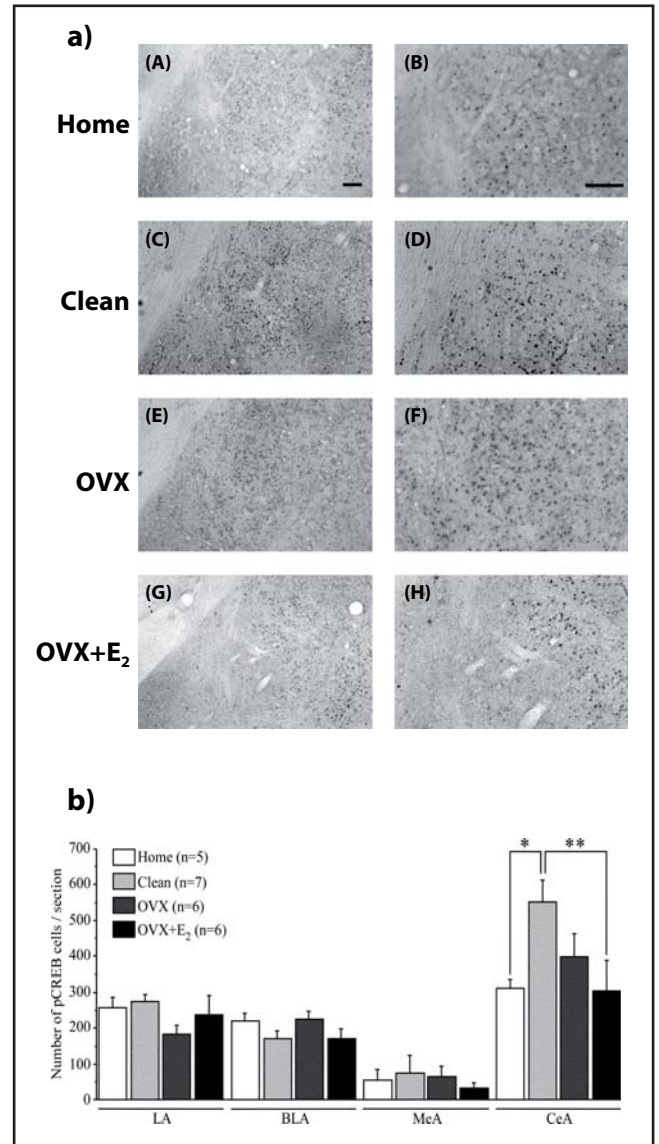 a)
Home
(A)
(B)
Clean
(C)
(D)
OVX
(E)
(F)
OVX+E₂
(G)
(H)
b)
Number of pCREB cells / section
700
600
500
400
300
200
100
0
Home (n=5)
Clean (n=7)
OVX (n=6)
OVX+E₂ (n=6)
* **
LA BLA MeA CeA